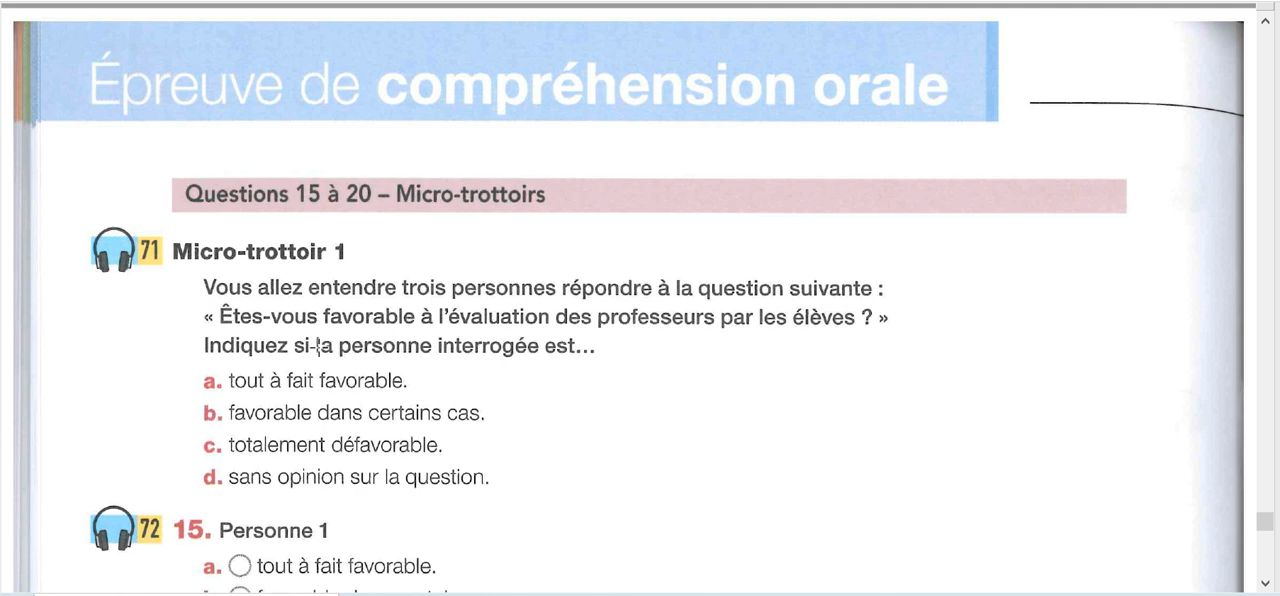 Épreuve de compréhension orale
Questions 15 à 20 – Micro-trottoirs
71 Micro-trottoir 1
Vous allez entendre trois personnes répondre à la question suivante :
« Êtes-vous favorable à l'évaluation des professeurs par les élèves ? »
Indiquez si la personne interrogée est...
a. tout à fait favorable.
b. favorable dans certains cas.
c. totalement défavorable.
d. sans opinion sur la question.
72 15. Personne 1
a. tout à fait favorable.